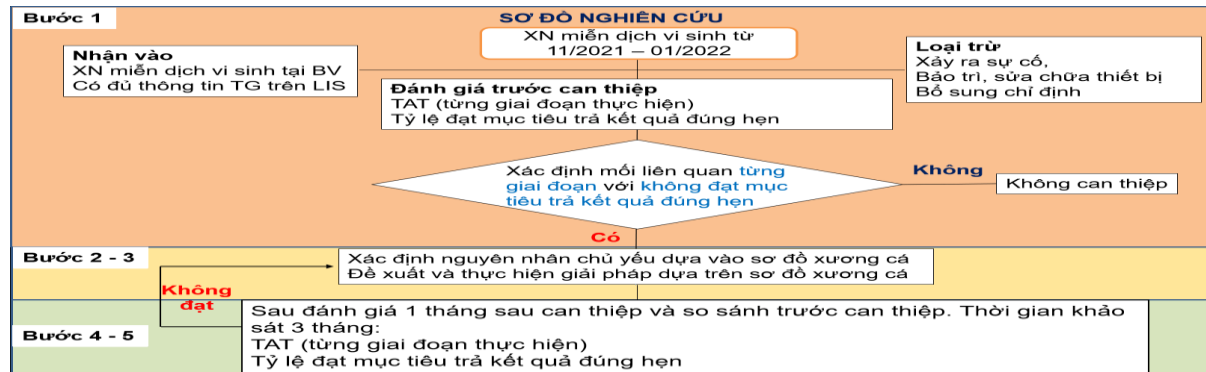 Bước 1
SƠ ĐỒ NGHIÊN CỨU
XN miễn dịch vi sinh từ
11/2021 – 01/2022
Nhận vào
XN miễn dịch vi sinh tại BV
Có đủ thông tin TG trên LIS
Loại trừ
Xảy ra sự cố,
Bảo trì, sửa chữa thiết bị
Bổ sung chỉ định
Đánh giá trước can thiệp
TAT (từng giai đoạn thực hiện)
Tỷ lệ đạt mục tiêu trả kết quả đúng hẹn
Xác định mối liên quan từng
giai đoạn với không đạt mục
tiêu trả kết quả đúng hẹn
Không
Không can thiệp
Có
Bước 2 - 3
Xác định nguyên nhân chủ yếu dựa vào sơ đồ xương cá
Đề xuất và thực hiện giải pháp dựa trên sơ đồ xương cá
Không
đạt
Bước 4 - 5
Sau đánh giá 1 tháng sau can thiệp và so sánh trước can thiệp. Thời gian khảo
sát 3 tháng:
TAT (từng giai đoạn thực hiện)
Tỷ lệ đạt mục tiêu trả kết quả đúng hẹn